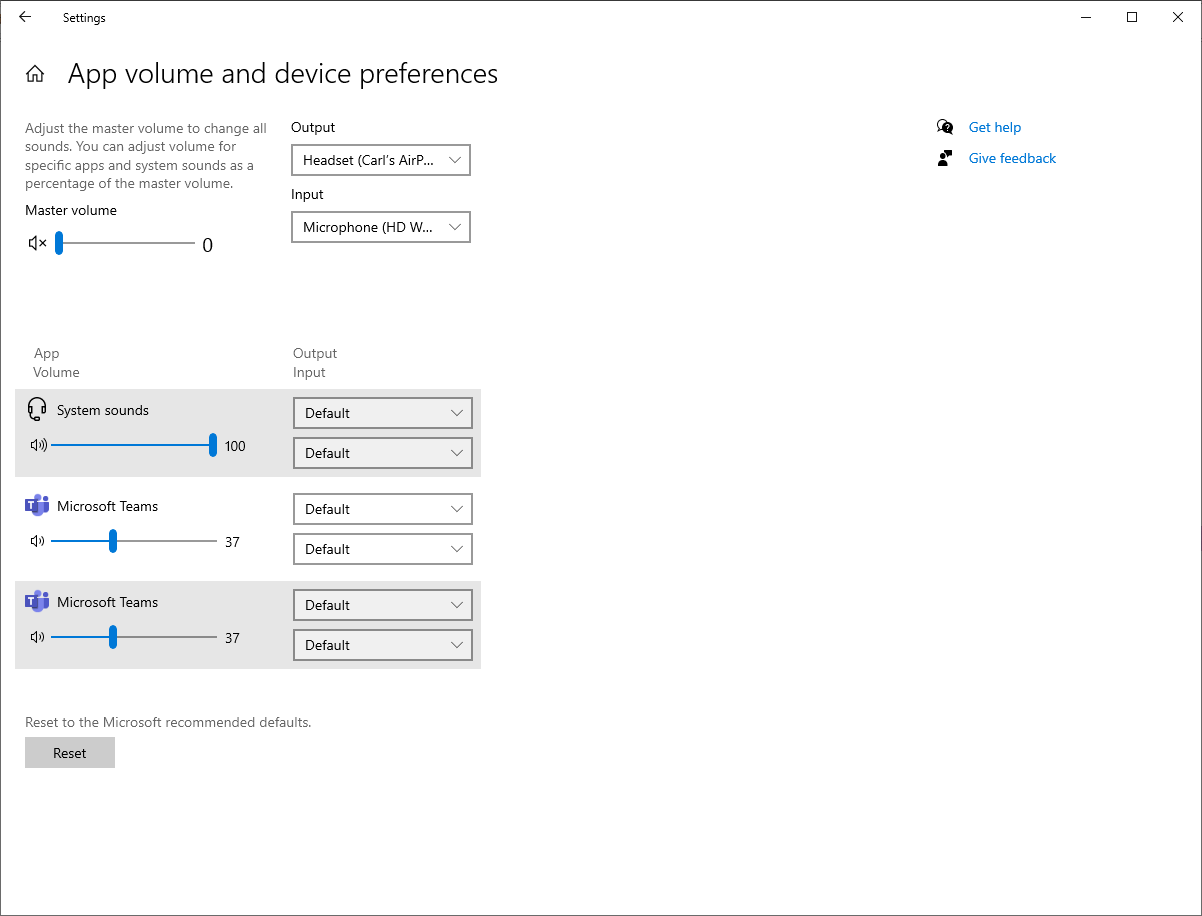 Settings
App volume and device preferences
Adjust the master volume to change all
sounds. You can adjust volume for
specific apps and system sounds as a
percentage of the master volume.
Master volume
0
Output
Headset (Carl's AirP...
Input
Microphone (HD W...
Get help
Give feedback
App
Volume
Output
Input
System sounds
100
Default
Default
Microsoft Teams
37
Default
Default
Microsoft Teams
37
Default
Default
Reset to the Microsoft recommended defaults.
Reset